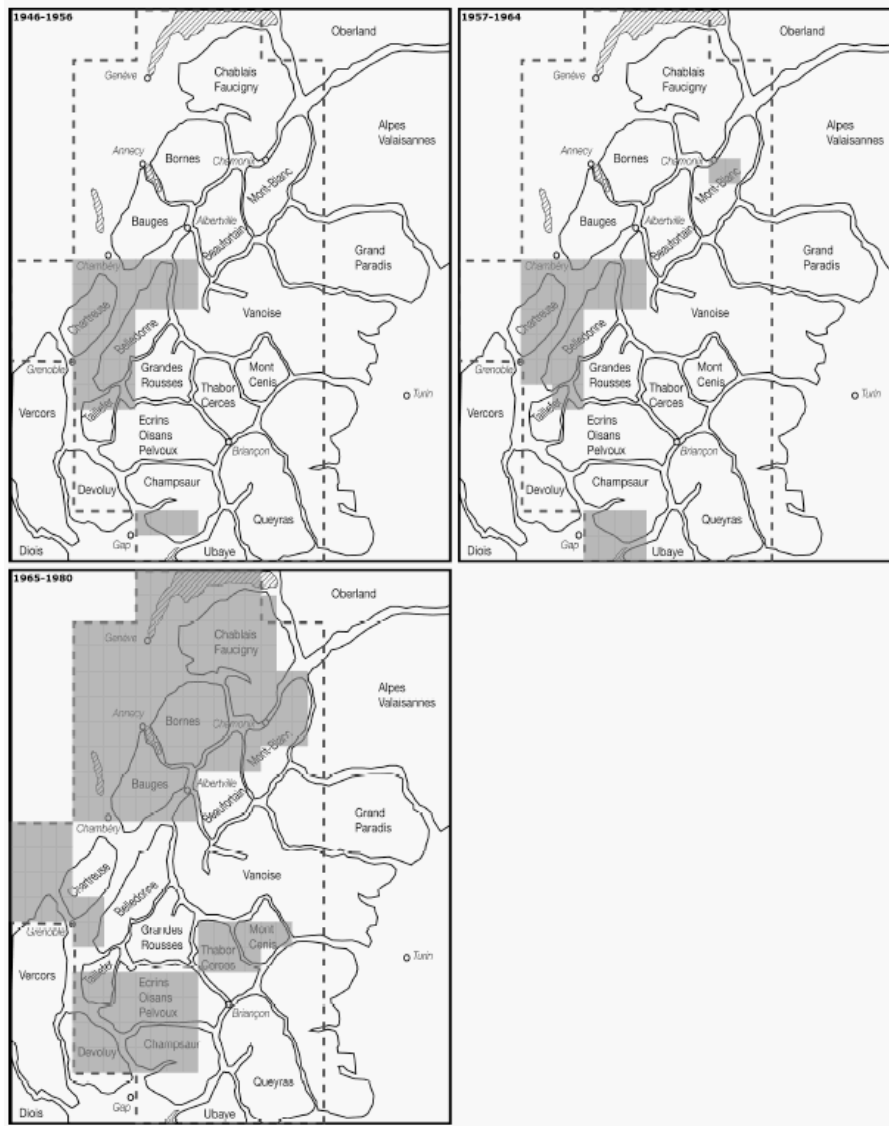 1946-1956
Oberland
Chablais
Faucigny
Genève
Alpes
Valaisannes
Annecy
Bornes
Chamonix
Mont-Blanc
Bauges
Albertville
Beaufortain
Grand
Paradis
Chambéry
Chartreuse
Belledonne
Vanoise
Grenoble
Grandes
Rousses
Mont
Cenis
Thabor
Cerces
Turin
Vercors
Taillefer
Ecrins
Oisans
Pelvoux
Briançon
Devoluy
Champsaur
Queyras
Gap
Diois
Ubaye
1957-1964
Oberland
Chablais
Faucigny
Genève
Alpes
Valaisannes
Annecy
Bornes
Chamonix
Mont-Blanc
Bauges
Albertville
Beaufortain
Grand
Paradis
Chambéry
Chartreuse
Belledonne
Vanoise
Grenoble
Grandes
Rousses
Mont
Cenis
Thabor
Cerces
Turin
Vercors
Taillefer
Ecrins
Oisans
Pelvoux
Briançon
Devoluy
Champsaur
Queyras
Gap
Diois
Ubaye
1965-1980
Oberland
Chablais
Faucigny
Genève
Alpes
Valaisannes
Annecy
Bornes
Chamonix
Mont-Blanc
Bauges
Albertville
Beaufortain
Grand
Paradis
Chambéry
Chartreuse
Belledonne
Vanoise
Grenoble
Grandes
Rousses
Mont
Cenis
Thabor
Cerces
Turin
Vercors
Taillefer
Ecrins
Oisans
Pelvoux
Briançon
Devoluy
Champsaur
Queyras
Gap
Diois
Ubaye